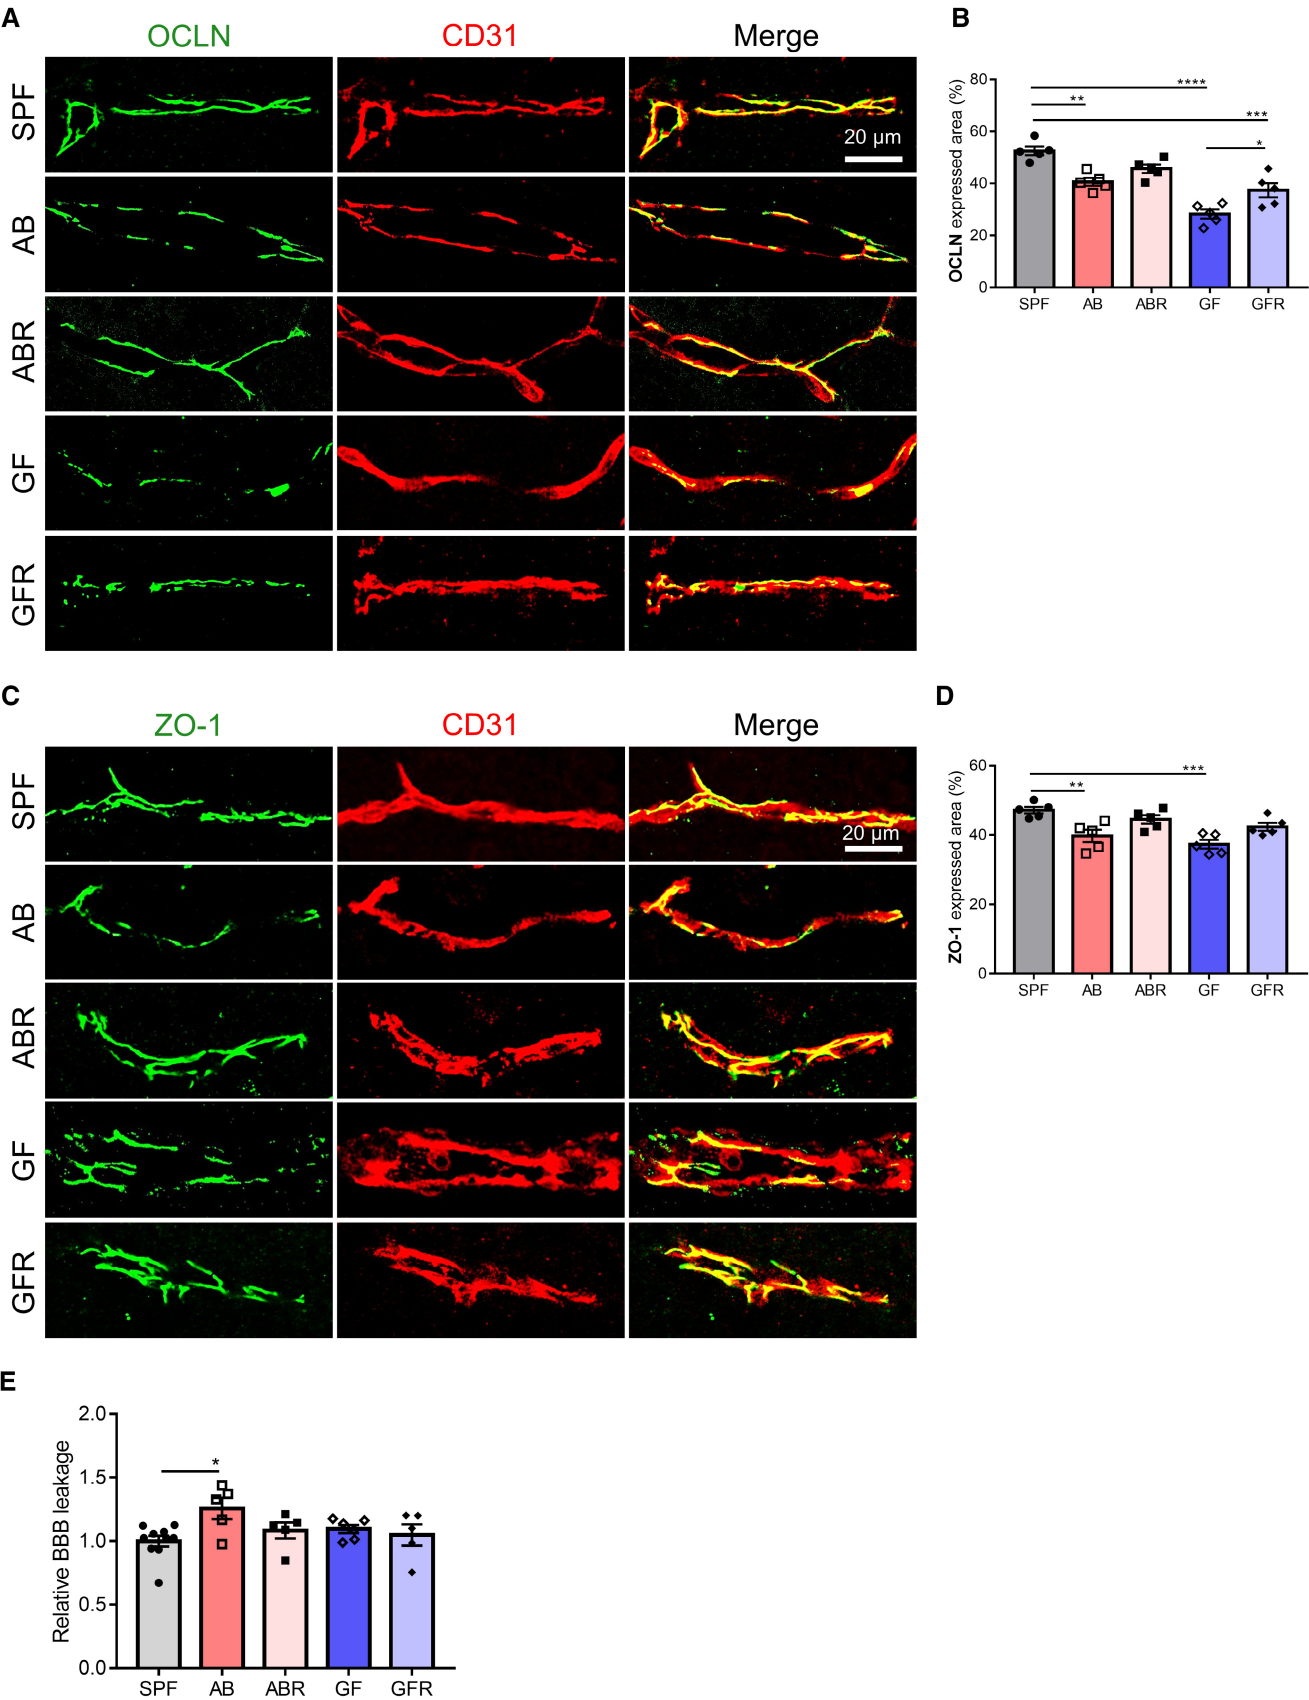 A
OCLN CD31 Merge
SPF
20 µm
AB
ABR
GF
GFR
B
OCLN expressed area (%)
80
60
40
20
0
****
**
***
*
SPF AB ABR GF GFR
C
ZO-1 CD31 Merge
SPF
20 µm
AB
ABR
GF
GFR
D
ZO-1 expressed area (%)
60
40
20
0
***
**
SPF AB ABR GF GFR
E
Relative BBB leakage
2.0
1.5
1.0
0.5
0.0
*
SPF AB ABR GF GFR